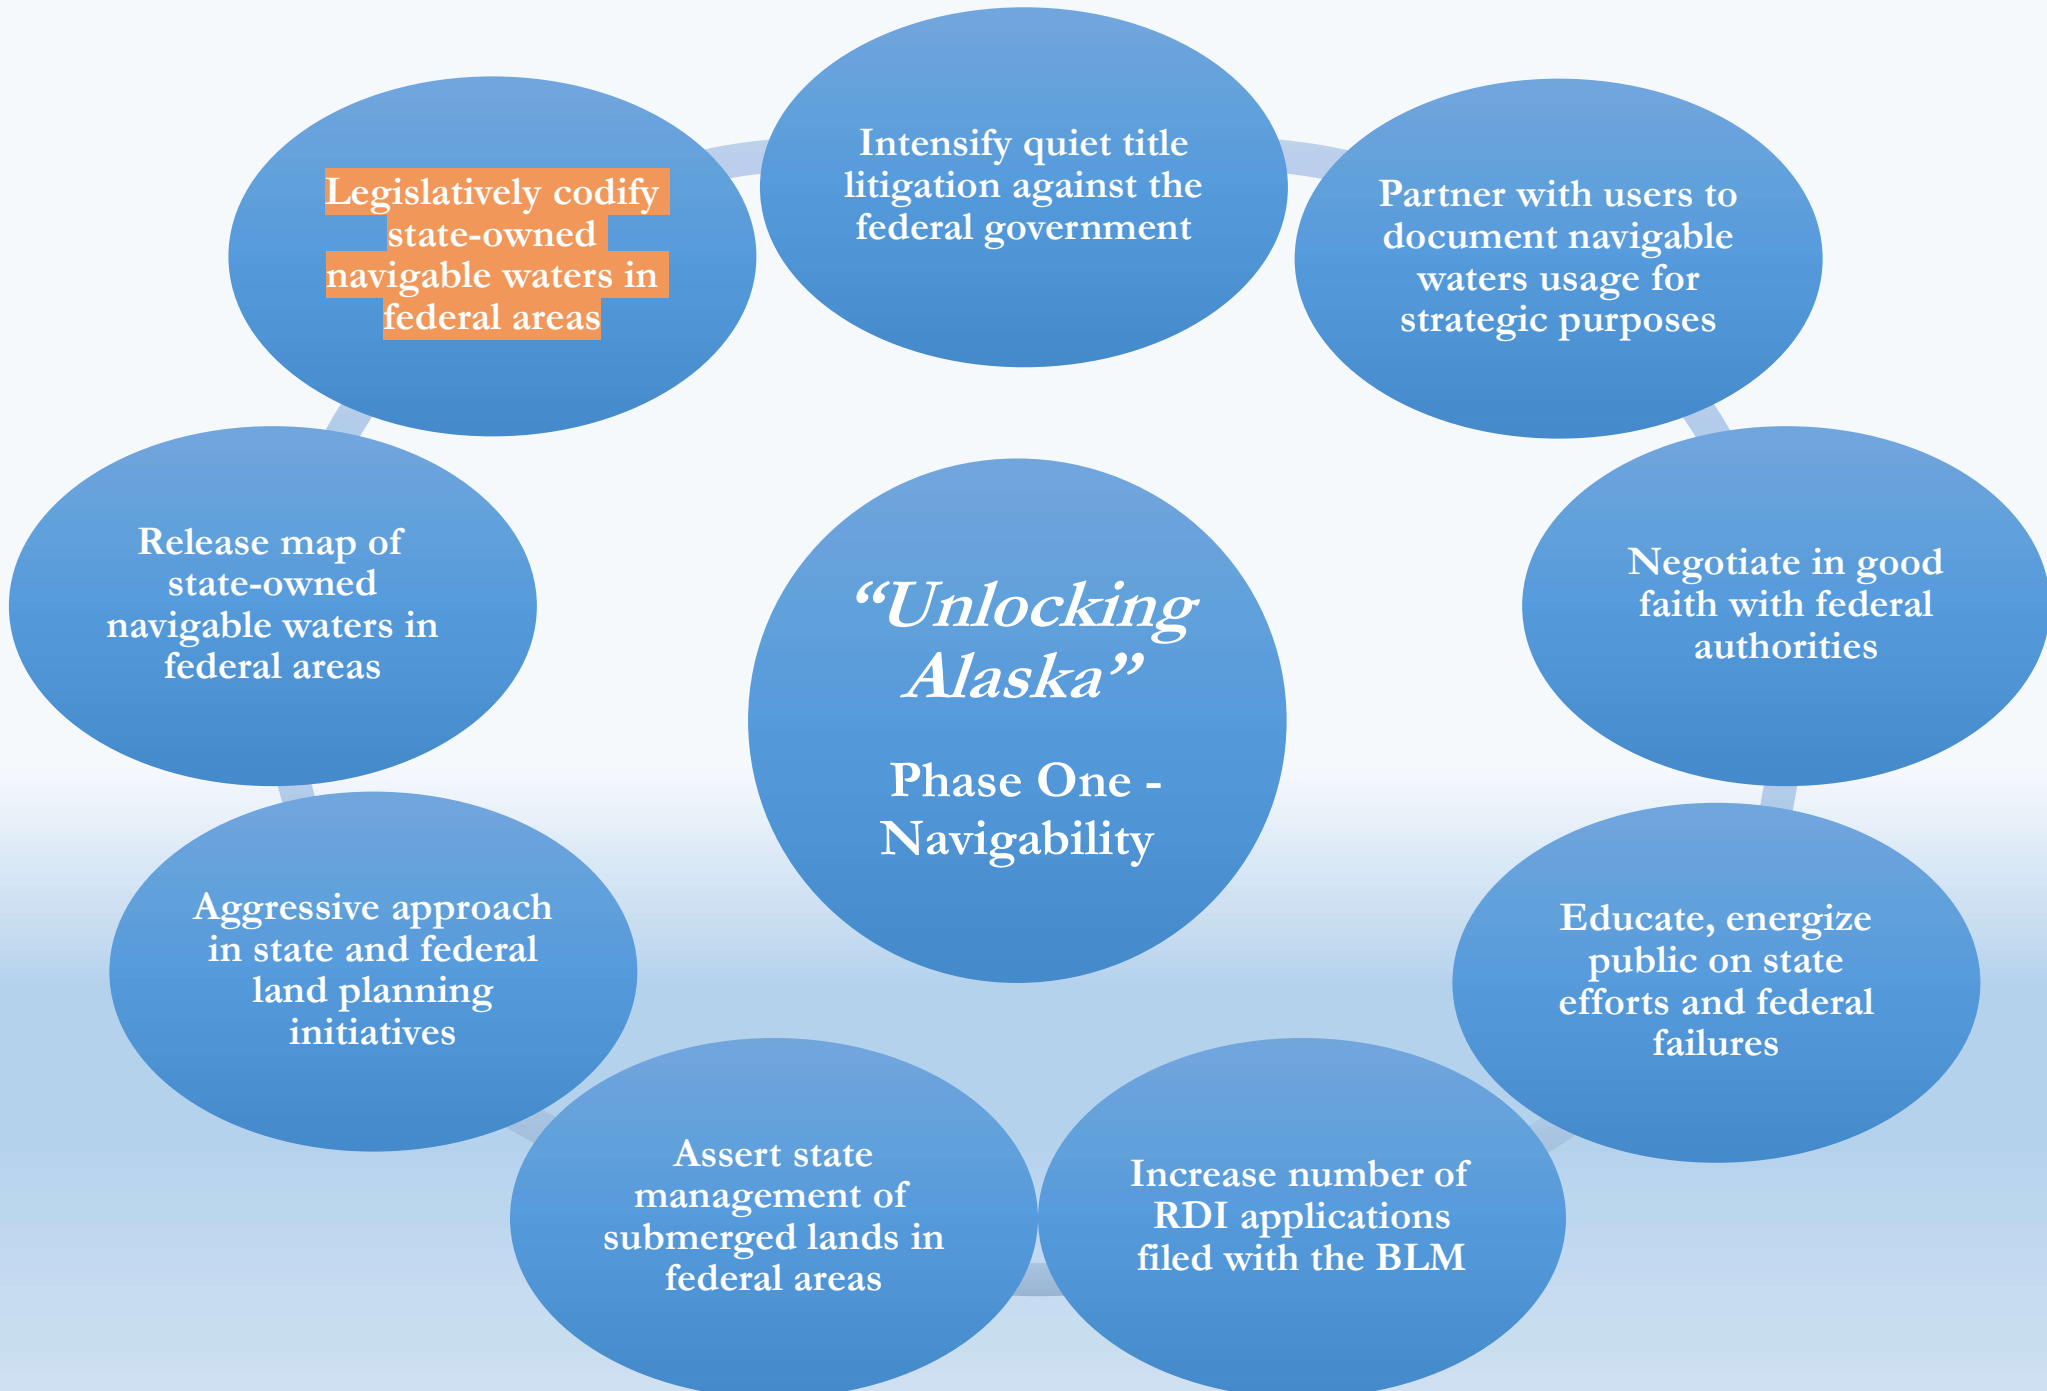 Intensify quiet title
litigation against the
federal government
Partner with users to
document navigable
waters usage for
strategic purposes
Negotiate in good
faith with federal
authorities
Educate, energize
public on state
efforts and federal
failures
Increase number of
RDI applications
filed with the BLM
Assert state
management of
submerged lands in
federal areas
Aggressive approach
in state and federal
land planning
initiatives
Release map of
state-owned
navigable waters in
federal areas
Legislatively codify
state-owned
navigable waters in
federal areas
“Unlocking
Alaska”
Phase One -
Navigability